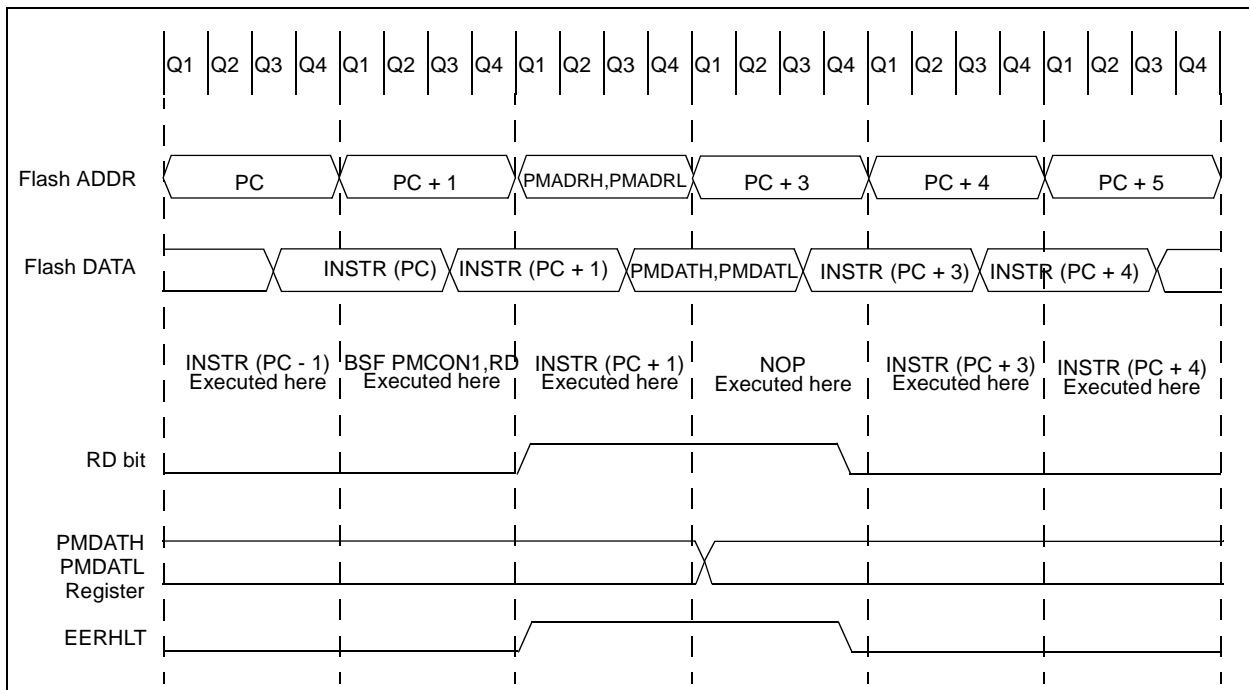 Q1 Q2 Q3 Q4 Q1 Q2 Q3 Q4 Q1 Q2 Q3 Q4 Q1 Q2 Q3 Q4 Q1 Q2 Q3 Q4 Q1 Q2 Q3 Q4
Flash ADDR PC PC + 1 PMADRH,PMADRL PC + 3 PC + 4 PC + 5
Flash DATA INSTR (PC) INSTR (PC + 1) PMDATH,PMDATL INSTR (PC + 3) INSTR (PC + 4)
INSTR (PC - 1) BSF PMCON1,RD INSTR (PC + 1) NOP INSTR (PC + 3) INSTR (PC + 4)
Executed here Executed here Executed here Executed here Executed here Executed here
RD bit
PMDATH
PMDATL
Register
EERHLT